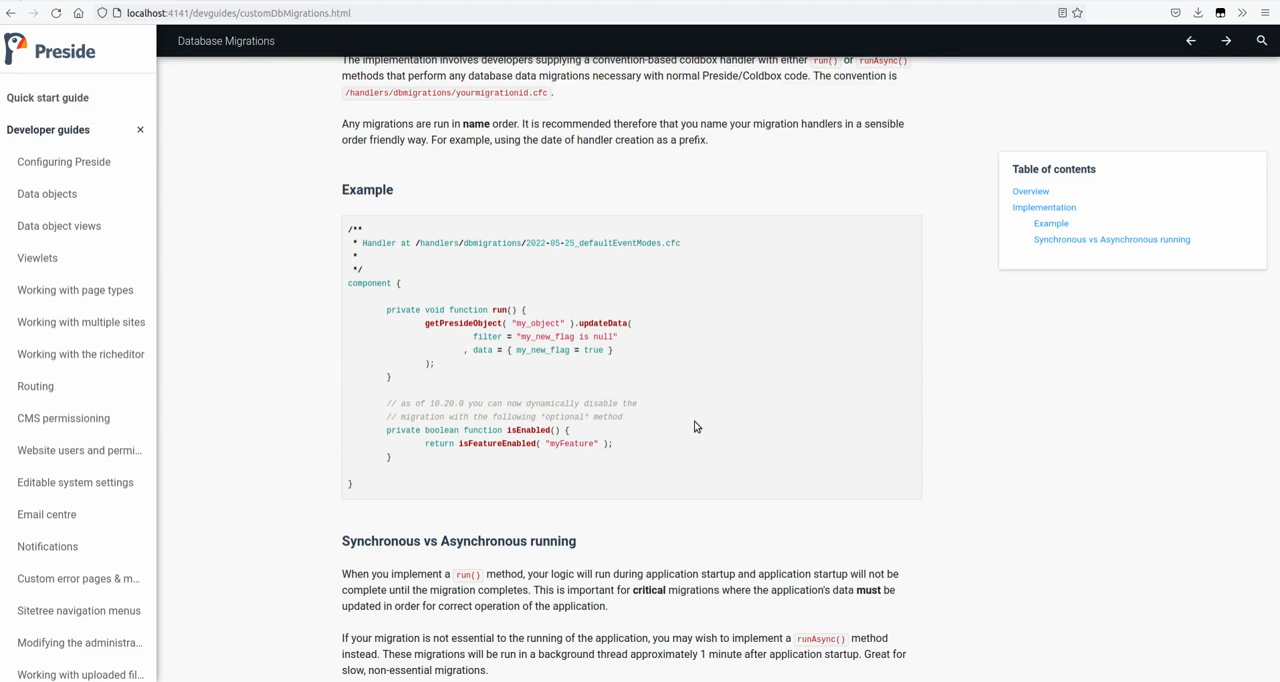 localhost:4141/devguides/customDbMigrations.html
Preside
Database Migrations
Quick start guide
Developer guides
Configuring Preside
Data objects
Data object views
Viewlets
Working with page types
Working with multiple sites
Working with the richeditor
Routing
CMS permissioning
Website users and permi...
Editable system settings
Email centre
Notifications
Custom error pages & m...
Sitetree navigation menus
Modifying the administra...
Working with uploaded fil...
The implementation involves developers supplying a convention-based coldbox handler with either run() or runAsync()
methods that perform any database data migrations necessary with normal Preside/Coldbox code. The convention is
/handlers/dbmigrations/yourmigrationid.cfc.
Any migrations are run in name order. It is recommended therefore that you name your migration handlers in a sensible
order friendly way. For example, using the date of handler creation as a prefix.
Example
/**
* Handler at /handlers/dbmigrations/2022-05-25_defaultEventModes.cfc
*
*/
component {
private void function run() {
getPresideObject( "my_object" ).updateData(
filter = "my_new_flag is null"
, data = { my_new_flag = true }
);
}
// as of 10.20.0 you can now dynamically disable the
// migration with the following *optional* method
private boolean function isEnabled() {
return isFeatureEnabled( "myFeature" );
}
}
Synchronous vs Asynchronous running
When you implement a run() method, your logic will run during application startup and application startup will not be
complete until the migration completes. This is important for critical migrations where the application's data must be
updated in order for correct operation of the application.
If your migration is not essential to the running of the application, you may wish to implement a runAsync() method
instead. These migrations will be run in a background thread approximately 1 minute after application startup. Great for
slow, non-essential migrations.
Table of contents
Overview
Implementation
Example
Synchronous vs Asynchronous running